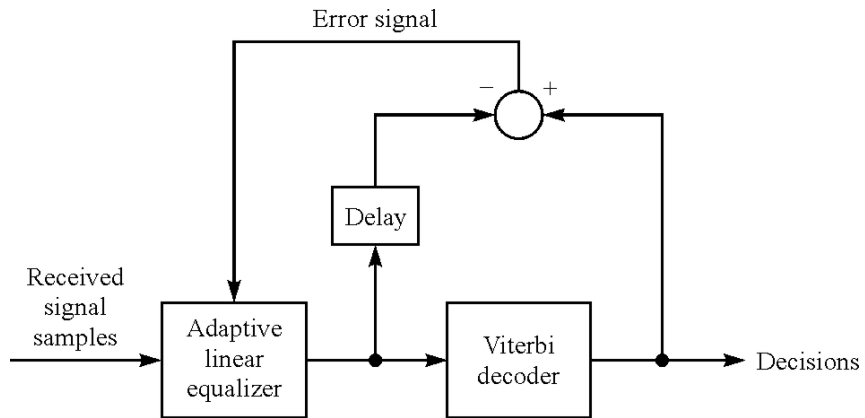 Error signal
− +
Delay
Received
signal
samples
Adaptive
linear
equalizer
Viterbi
decoder
Decisions